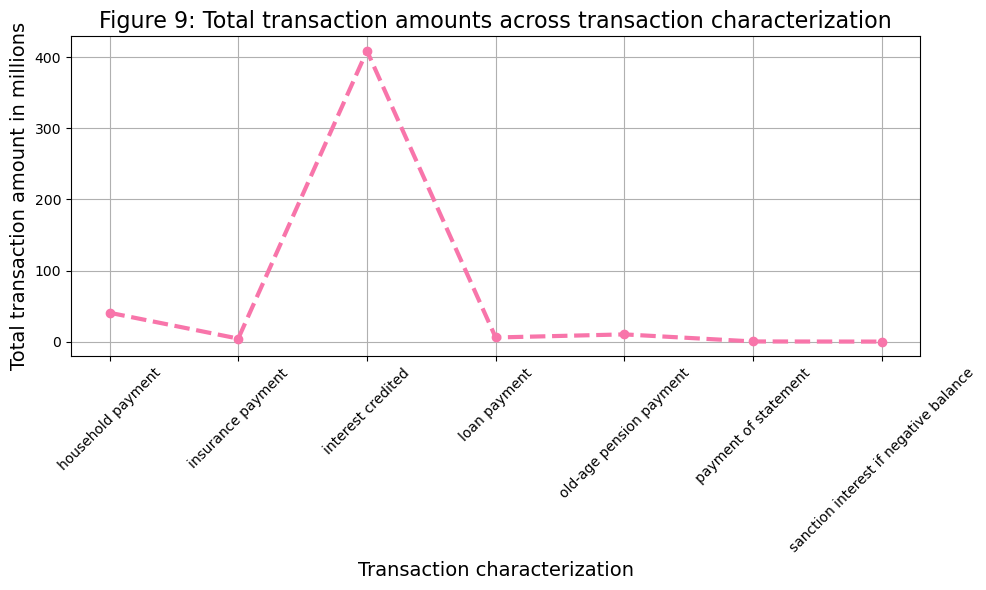 Figure 9: Total transaction amounts across transaction characterization
Total transaction amount in millions
400
300
200
100
0
household payment
insurance payment
interest credited
loan payment
old-age pension payment
payment of statement
sanction interest if negative balance
Transaction characterization